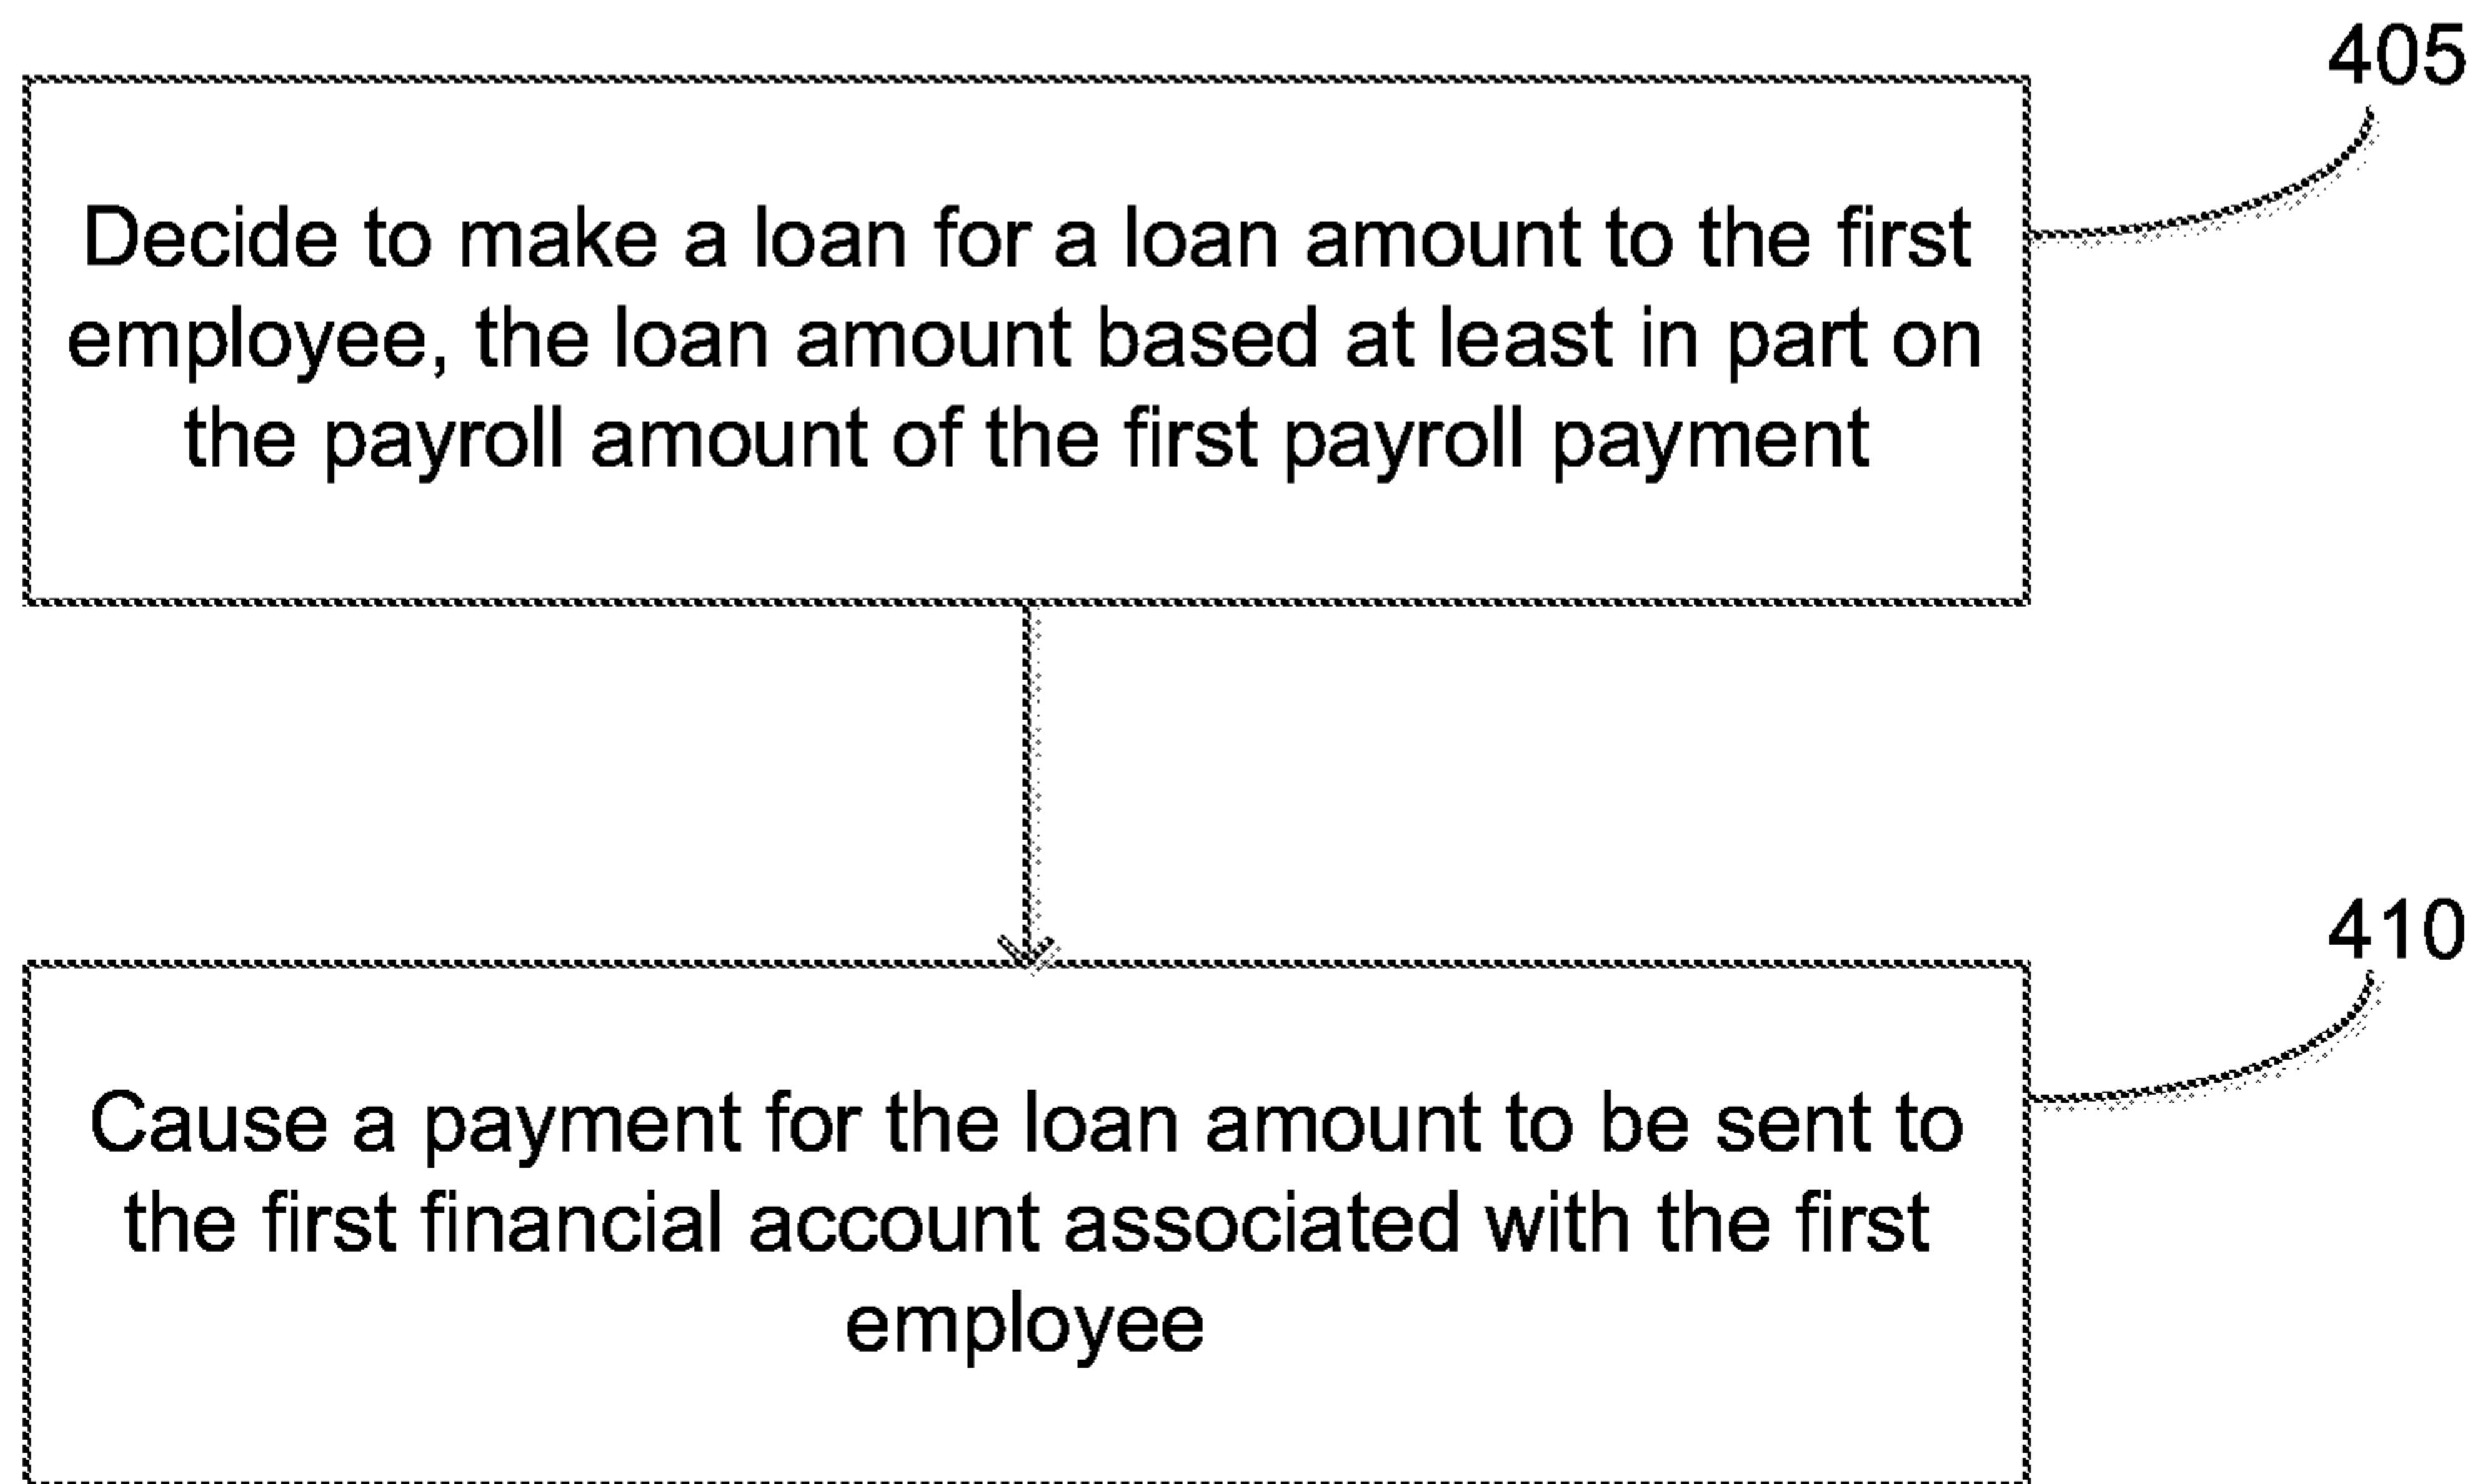 405
Decide to make a loan for a loan amount to the first
employee, the loan amount based at least in part on
the payroll amount of the first payroll payment
410
Cause a payment for the loan amount to be sent to
the first financial account associated with the first
employee